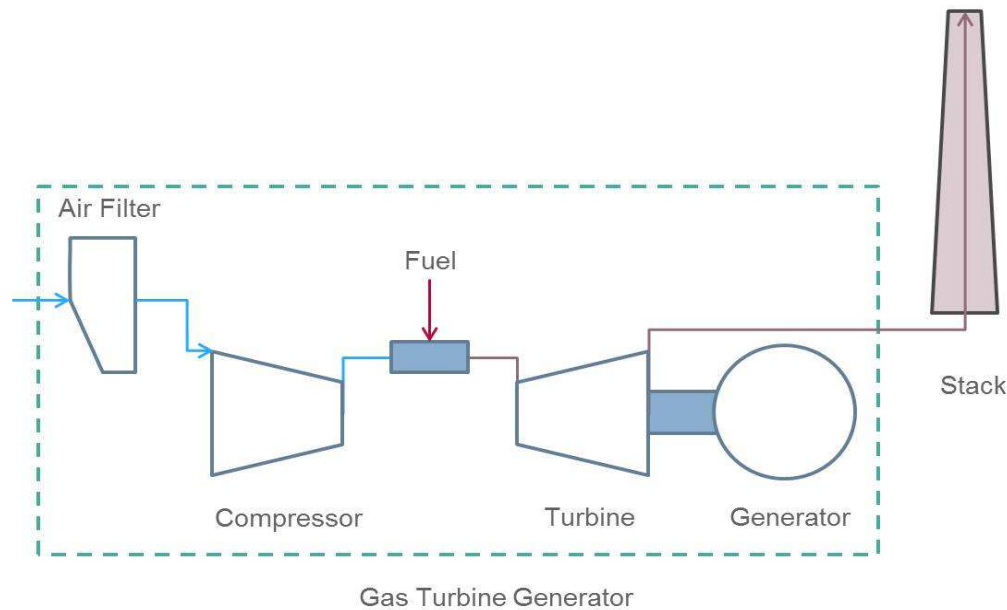 Air Filter
Fuel
Stack
Compressor
Turbine
Generator
Gas Turbine Generator